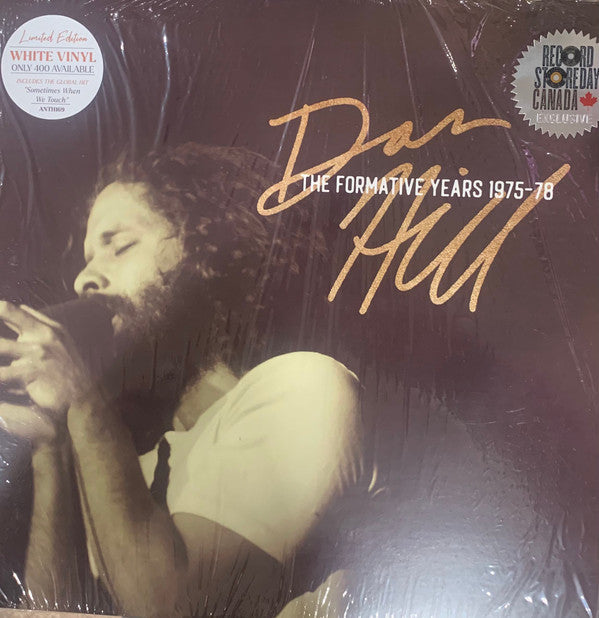 Limited Edition
WHITE VINYL
ONLY 400 AVAILABLE
INCLUDES THE GLOBAL HIT
"Sometimes When
We Touch"
ANTH169
RECORD
STORE DAY
CANADA
EXCLUSIVE
Dan
THE FORMATIVE YEARS 1975-78
Hill